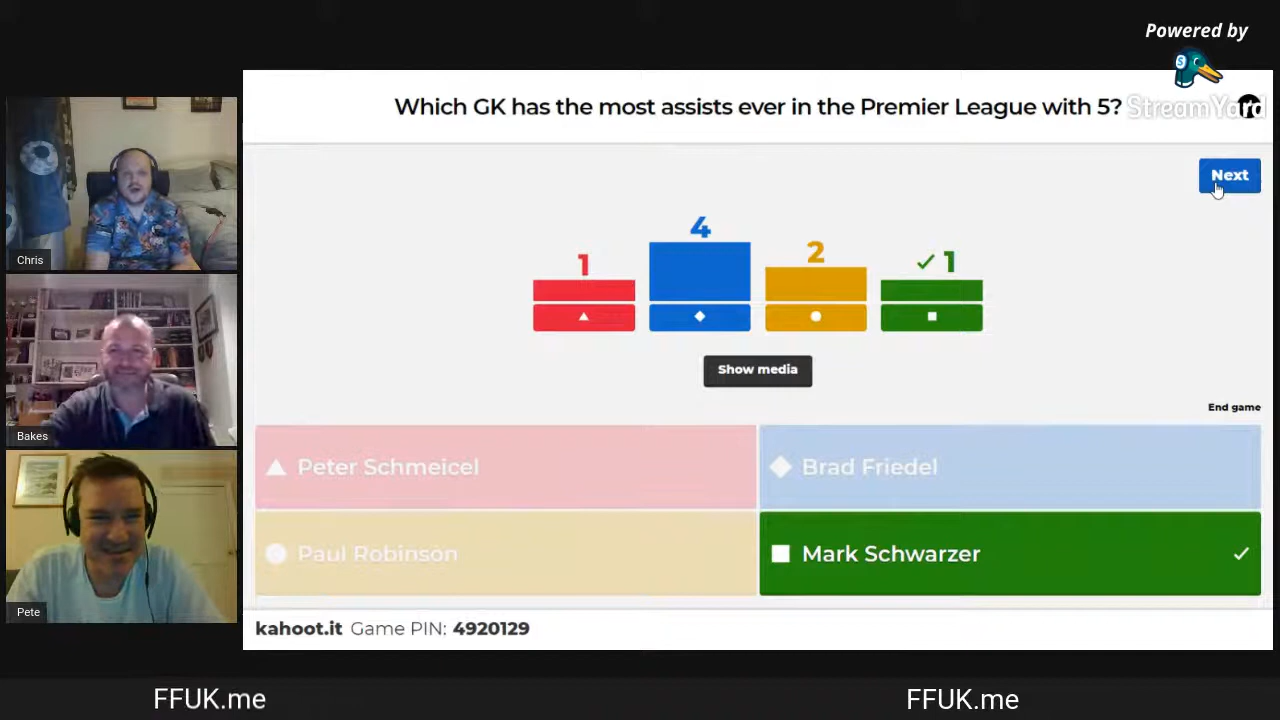 Powered by
StreamYard
Which GK has the most assists ever in the Premier League with 5?
Next
1
4
2
1
Show media
End game
Peter Schmeicel
Brad Friedel
Paul Robinson
Mark Schwarzer
kahoot.it Game PIN: 4920129
Chris
Bakes
Pete
FFUK.me
FFUK.me